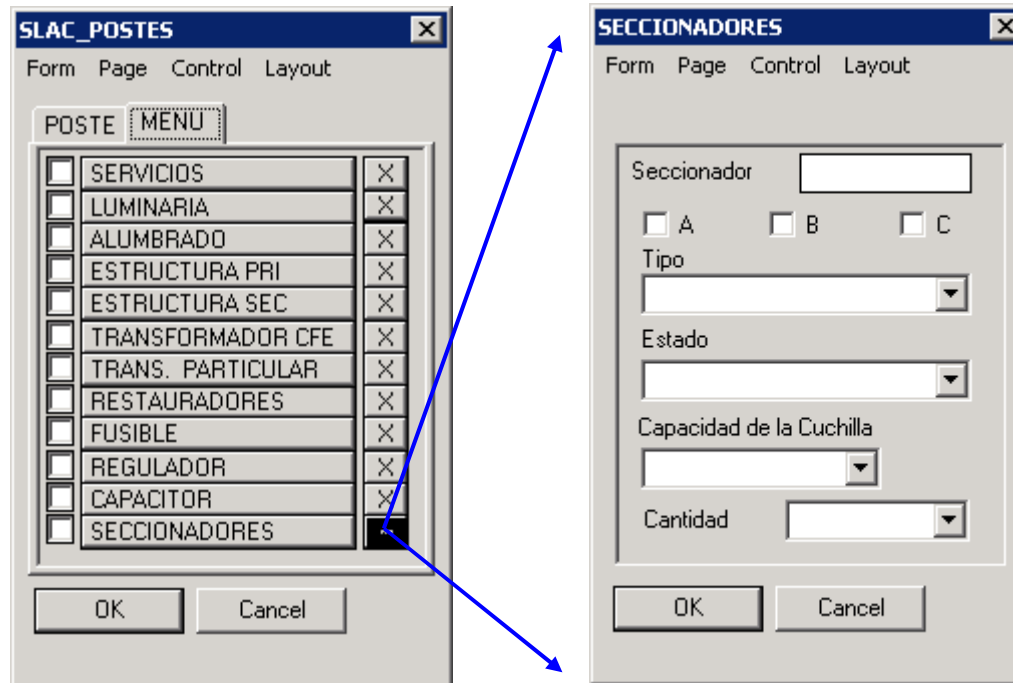 SLAC_POSTES
Form Page Control Layout
POSTE MENU
SERVICIOS X
LUMINARIA X
ALUMBRADO X
ESTRUCTURA PRI X
ESTRUCTURA SEC X
TRANSFORMADOR CFE X
TRANS. PARTICULAR X
RESTAURADORES X
FUSIBLE X
REGULADOR X
CAPACITOR X
SECCIONADORES
OK Cancel
SECCIONADORES
Form Page Control Layout
Seccionador
A B C
Tipo
Estado
Capacidad de la Cuchilla
Cantidad
OK Cancel